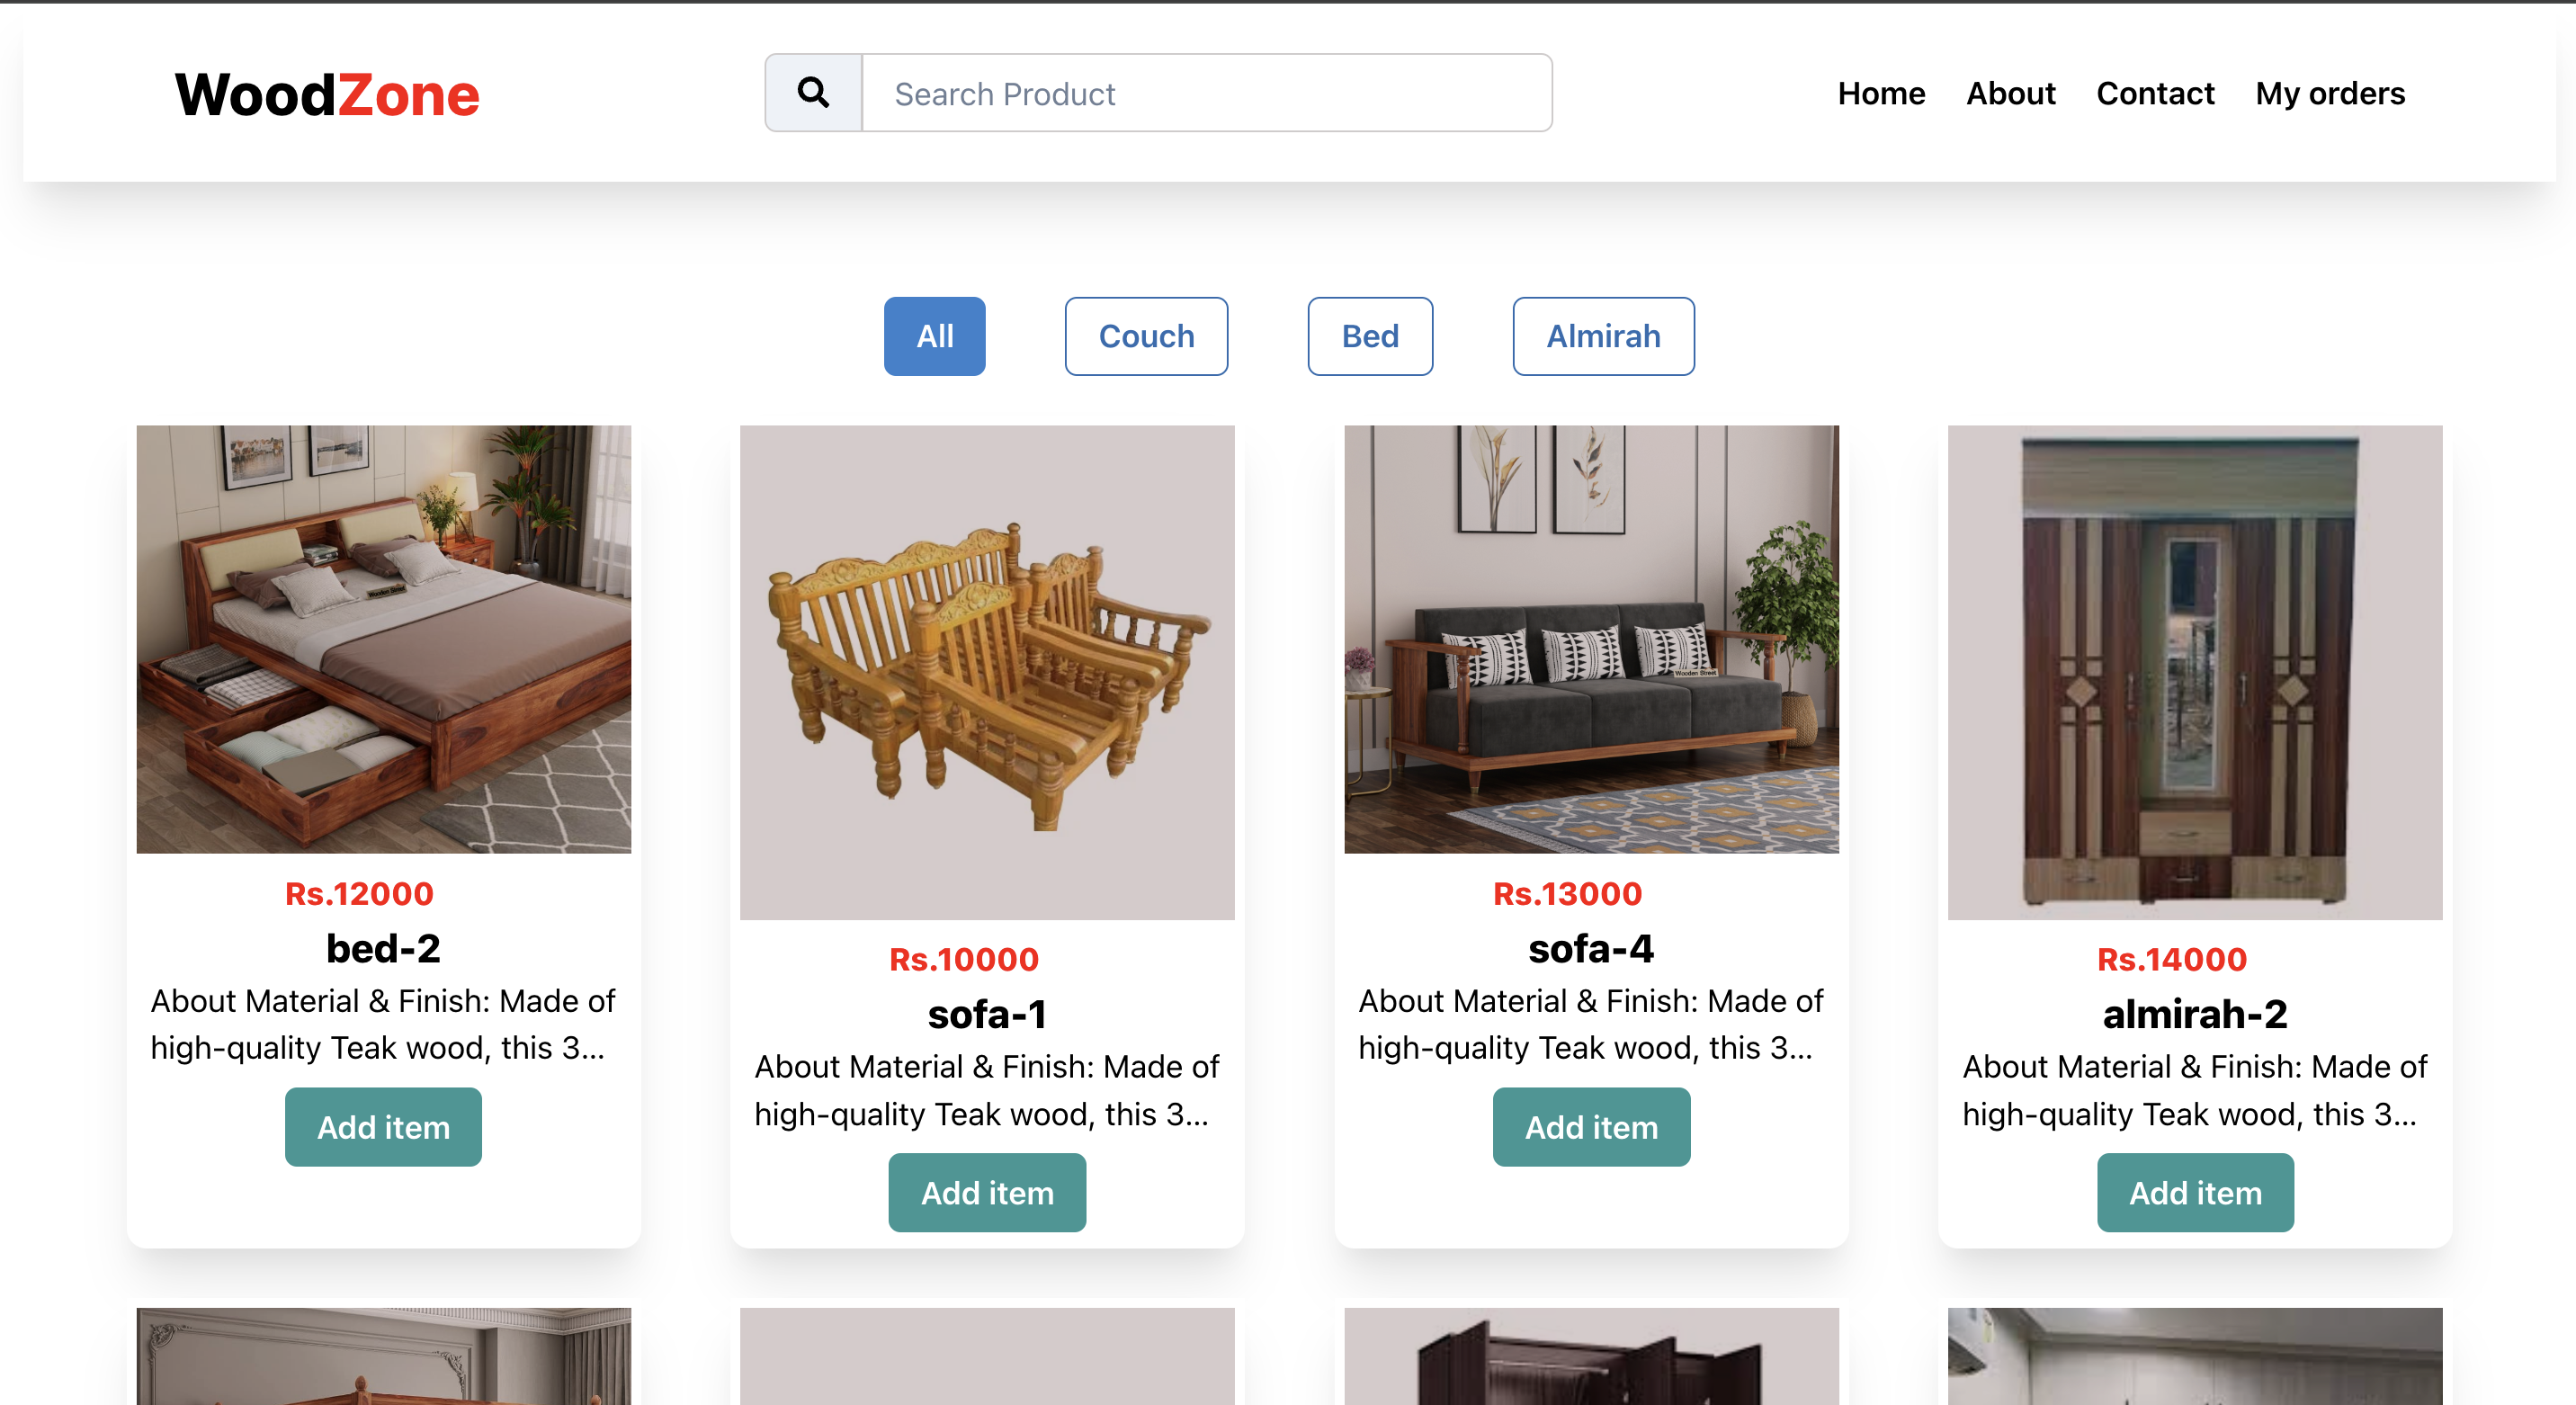 WoodZone
Search Product
Home About Contact My orders
All Couch Bed Almirah
Wooden Street
Rs.12000
bed-2
About Material & Finish: Made of
high-quality Teak wood, this 3...
Add item
Rs.10000
sofa-1
About Material & Finish: Made of
high-quality Teak wood, this 3...
Add item
Wooden Street
Rs.13000
sofa-4
About Material & Finish: Made of
high-quality Teak wood, this 3...
Add item
Rs.14000
almirah-2
About Material & Finish: Made of
high-quality Teak wood, this 3...
Add item